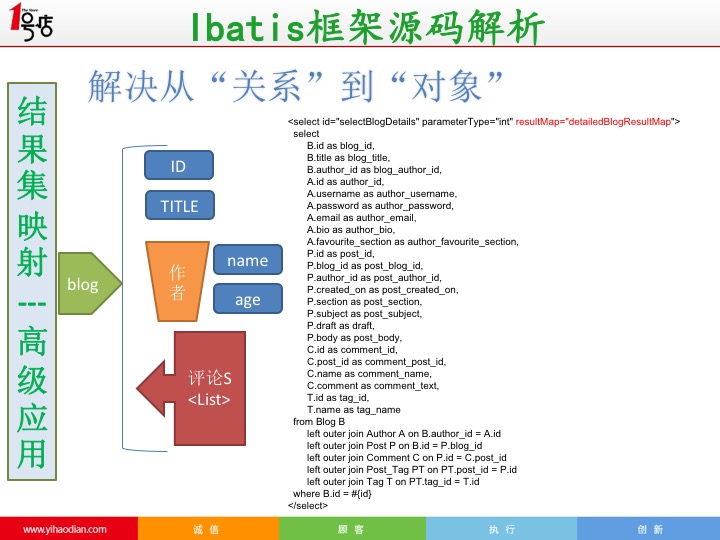 1号店
The Store
Ibatis框架源码解析
解决从“关系”到“对象”
结果集映射---高级应用
blog
ID
TITLE
作者
name
age
评论S
<List>
<select id="selectBlogDetails" parameterType="int" resultMap="detailedBlogResultMap">
select
B.id as blog_id,
B.title as blog_title,
B.author_id as blog_author_id,
A.id as author_id,
A.username as author_username,
A.password as author_password,
A.email as author_email,
A.bio as author_bio,
A.favourite_section as author_favourite_section,
P.id as post_id,
P.blog_id as post_blog_id,
P.author_id as post_author_id,
P.created_on as post_created_on,
P.section as post_section,
P.subject as post_subject,
P.draft as draft,
P.body as post_body,
C.id as comment_id,
C.post_id as comment_post_id,
C.name as comment_name,
C.comment as comment_text,
T.id as tag_id,
T.name as tag_name
from Blog B
left outer join Author A on B.author_id = A.id
left outer join Post P on B.id = P.blog_id
left outer join Comment C on P.id = C.post_id
left outer join Post_Tag PT on PT.post_id = P.id
left outer join Tag T on PT.tag_id = T.id
where B.id = #{id}
</select>
www.yihaodian.com
诚 信
顾 客
执 行
创 新